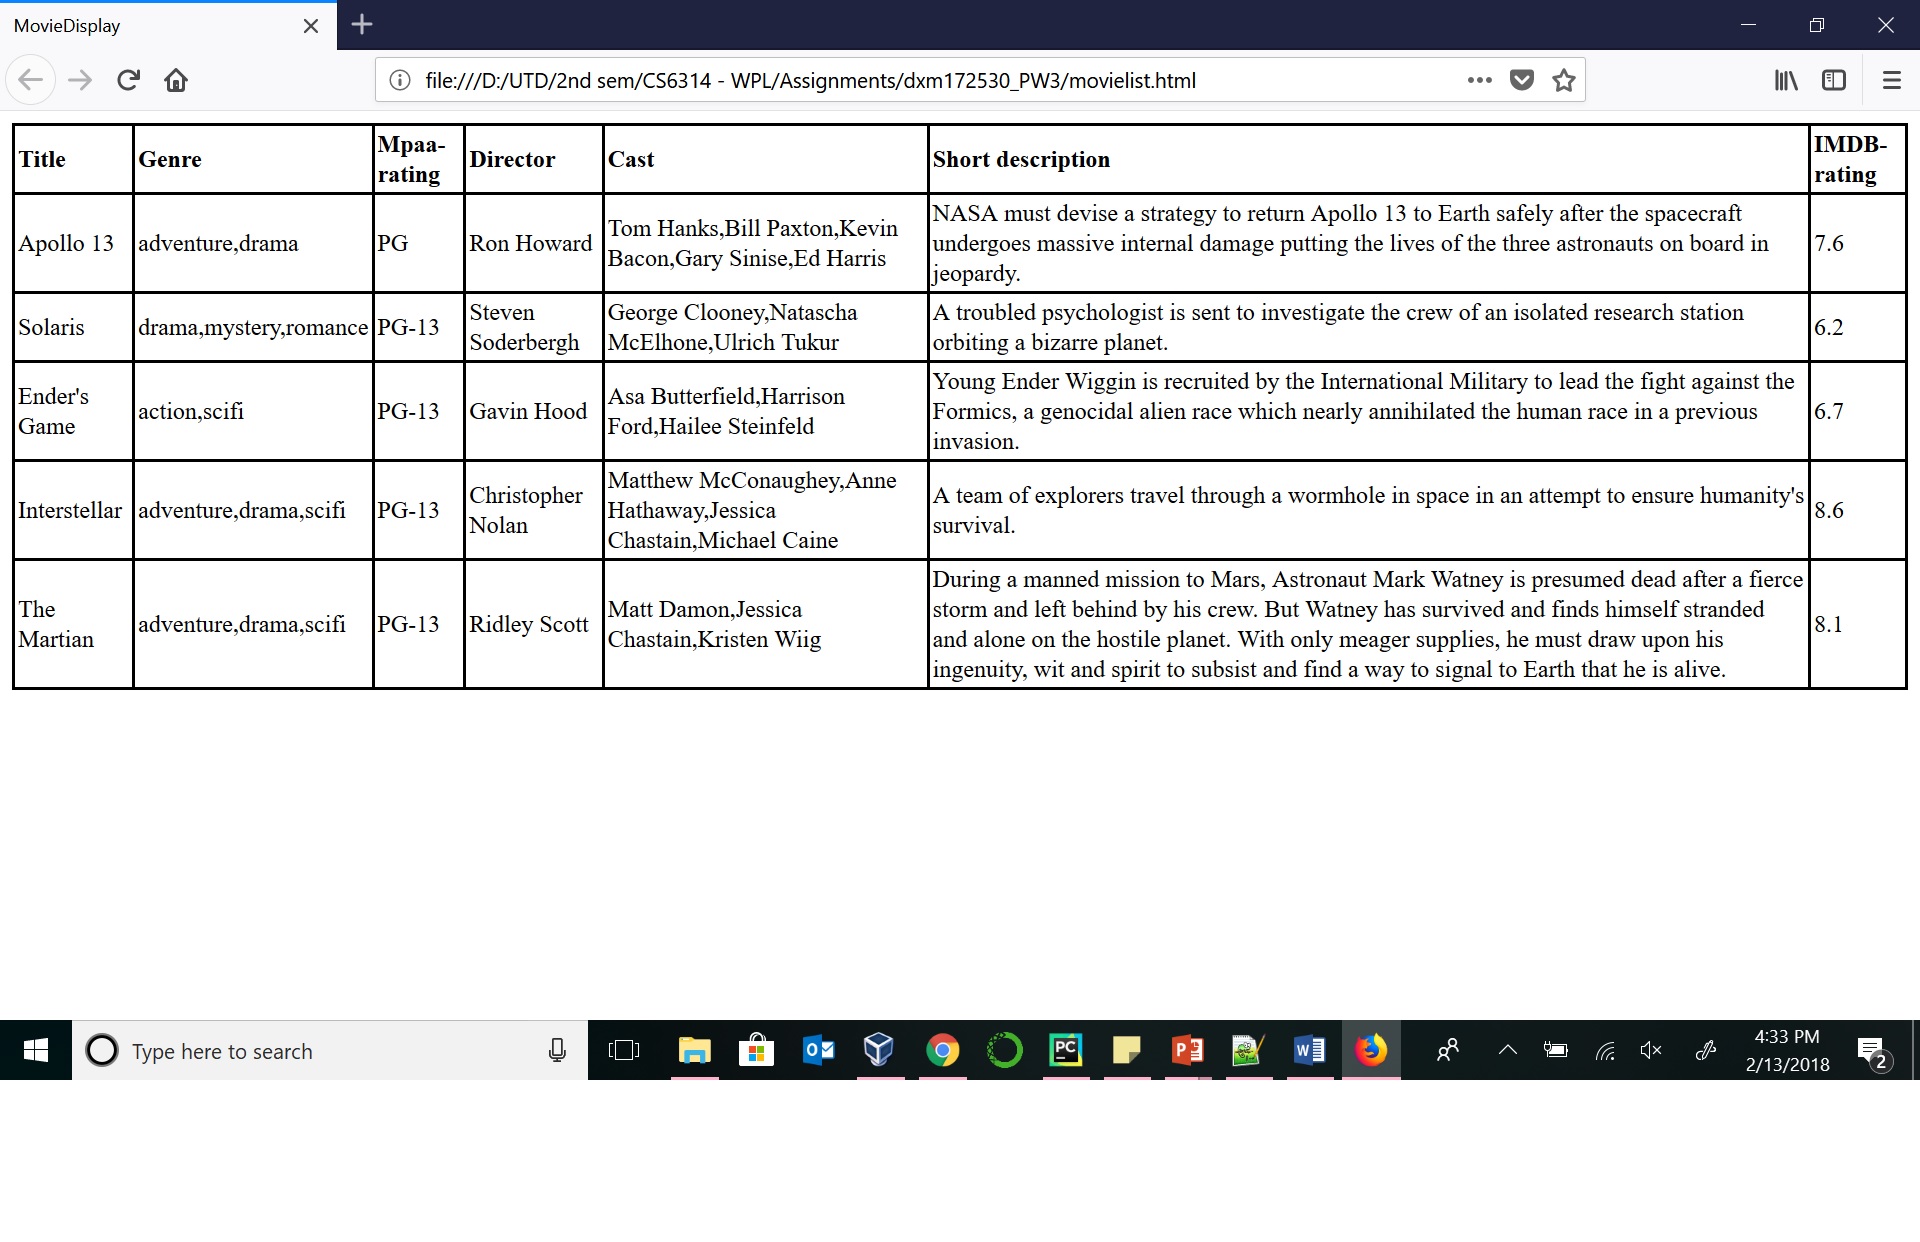 MovieDisplay
file:///D:/UTD/2nd sem/CS6314 - WPL/Assignments/dxm172530_PW3/movielist.html
Title Genre Mpaa-rating Director Cast Short description IMDB-rating
Apollo 13 adventure,drama PG Ron Howard
Tom Hanks,Bill Paxton,Kevin
Bacon,Gary Sinise,Ed Harris
NASA must devise a strategy to return Apollo 13 to Earth safely after the spacecraft
undergoes massive internal damage putting the lives of the three astronauts on board in
jeopardy.
7.6
Solaris drama,mystery,romance PG-13
Steven
Soderbergh
George Clooney,Natascha
McElhone,Ulrich Tukur
A troubled psychologist is sent to investigate the crew of an isolated research station
orbiting a bizarre planet.
6.2
Ender's
Game
action,scifi PG-13 Gavin Hood
Asa Butterfield,Harrison
Ford,Hailee Steinfeld
Young Ender Wiggin is recruited by the International Military to lead the fight against the
Formics, a genocidal alien race which nearly annihilated the human race in a previous
invasion.
6.7
Interstellar adventure,drama,scifi PG-13
Christopher
Nolan
Matthew McConaughey,Anne
Hathaway,Jessica
Chastain,Michael Caine
A team of explorers travel through a wormhole in space in an attempt to ensure humanity's
survival.
8.6
The
Martian
adventure,drama,scifi PG-13 Ridley Scott
Matt Damon,Jessica
Chastain,Kristen Wiig
During a manned mission to Mars, Astronaut Mark Watney is presumed dead after a fierce
storm and left behind by his crew. But Watney has survived and finds himself stranded
and alone on the hostile planet. With only meager supplies, he must draw upon his
ingenuity, wit and spirit to subsist and find a way to signal to Earth that he is alive.
8.1
Type here to search
PC
4:33 PM
2/13/2018
2